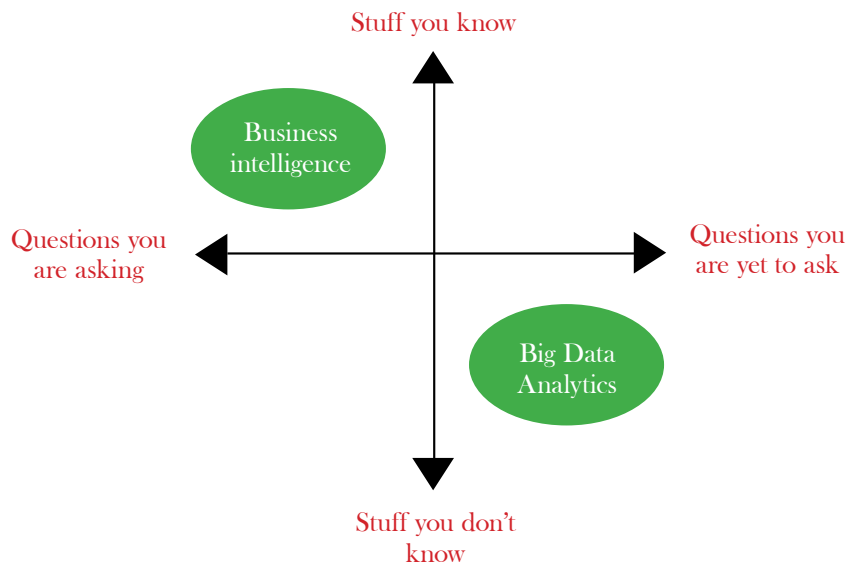 Stuff you know
Business
intelligence
Questions you
are asking
Questions you
are yet to ask
Big Data
Analytics
Stuff you don’t
know